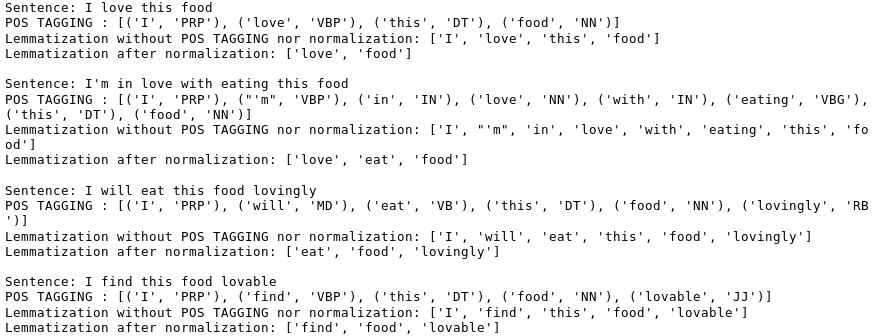 Sentence: I love this food
POS TAGGING : [('I', 'PRP'), ('love', 'VBP'), ('this', 'DT'), ('food', 'NN')]
Lemmatization without POS TAGGING nor normalization: ['I', 'love', 'this', 'food']
Lemmatization after normalization: ['love', 'food']

Sentence: I'm in love with eating this food
POS TAGGING : [('I', 'PRP'), ("'m", 'VBP'), ('in', 'IN'), ('love', 'NN'), ('with', 'IN'), ('eating', 'VBG'),
('this', 'DT'), ('food', 'NN')]
Lemmatization without POS TAGGING nor normalization: ['I', "'m", 'in', 'love', 'with', 'eating', 'this', 'fo
od']
Lemmatization after normalization: ['love', 'eat', 'food']

Sentence: I will eat this food lovingly
POS TAGGING : [('I', 'PRP'), ('will', 'MD'), ('eat', 'VB'), ('this', 'DT'), ('food', 'NN'), ('lovingly', 'RB
')]
Lemmatization without POS TAGGING nor normalization: ['I', 'will', 'eat', 'this', 'food', 'lovingly']
Lemmatization after normalization: ['eat', 'food', 'lovingly']

Sentence: I find this food lovable
POS TAGGING : [('I', 'PRP'), ('find', 'VBP'), ('this', 'DT'), ('food', 'NN'), ('lovable', 'JJ')]
Lemmatization without POS TAGGING nor normalization: ['I', 'find', 'this', 'food', 'lovable']
Lemmatization after normalization: ['find', 'food', 'lovable']